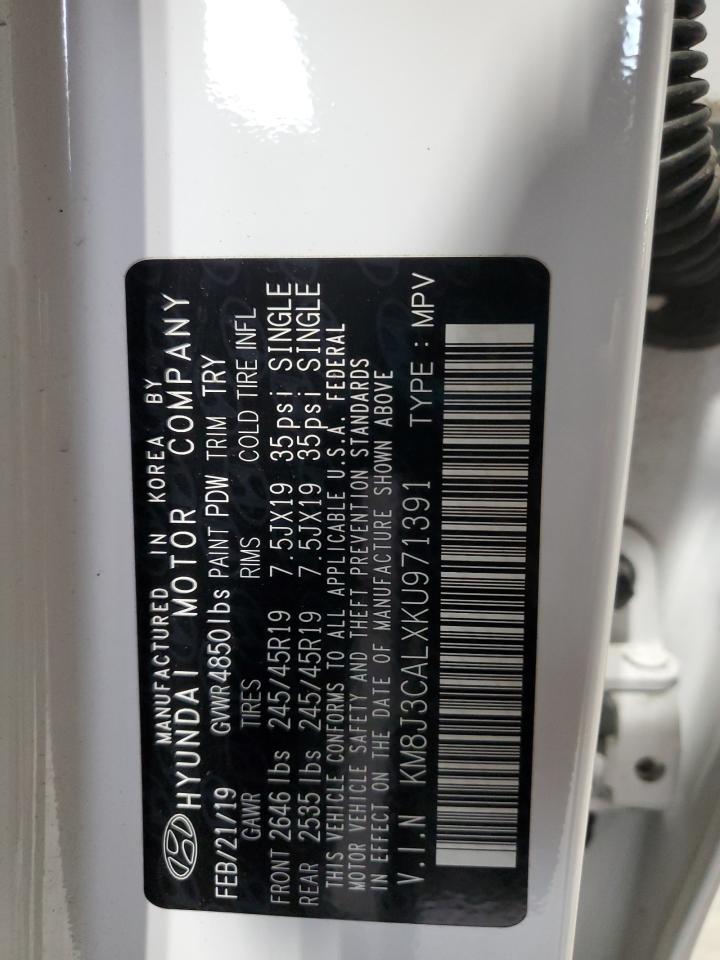 MANUFACTURED IN KOREA BY
HYUNDAI MOTOR COMPANY
FEB/21/19 GVWR 4850 lbs PAINT PDW TRIM TRY
GAWR TIRES RIMS COLD TIRE INFL
FRONT 2646 lbs 245/45R19 7.5JX19 35psi SINGLE
REAR 2535 lbs 245/45R19 7.5JX19 35psi SINGLE
THIS VEHICLE CONFORMS TO ALL APPLICABLE U.S.A. FEDERAL
MOTOR VEHICLE SAFETY AND THEFT PREVENTION STANDARDS
IN EFFECT ON THE DATE OF MANUFACTURE SHOWN ABOVE
V.I.N KM8J3CALXKU971391 TYPE : MPV